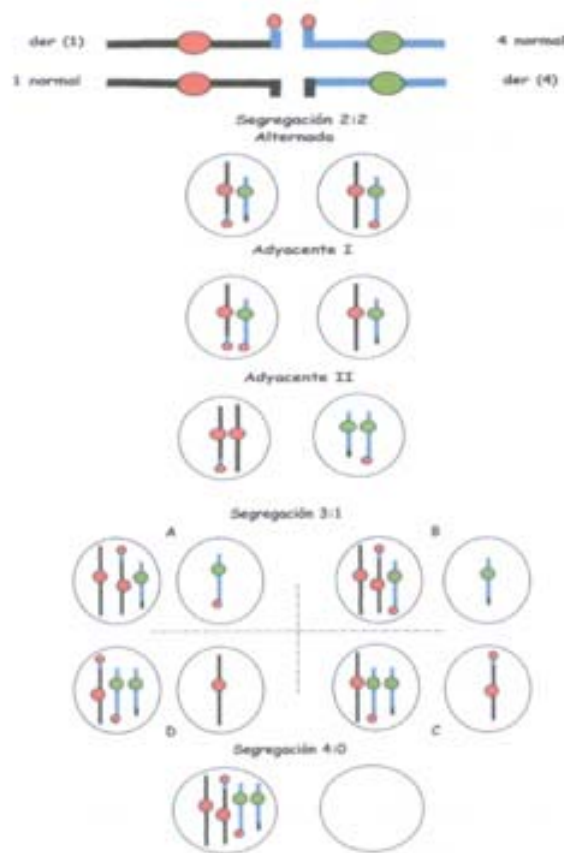 der (1)
4 normal
1 normal
der (4)
Segregación 2:2
Alternada
Adyacente I
Adyacente II
Segregación 3:1
A
B
D
C
Segregación 4:0